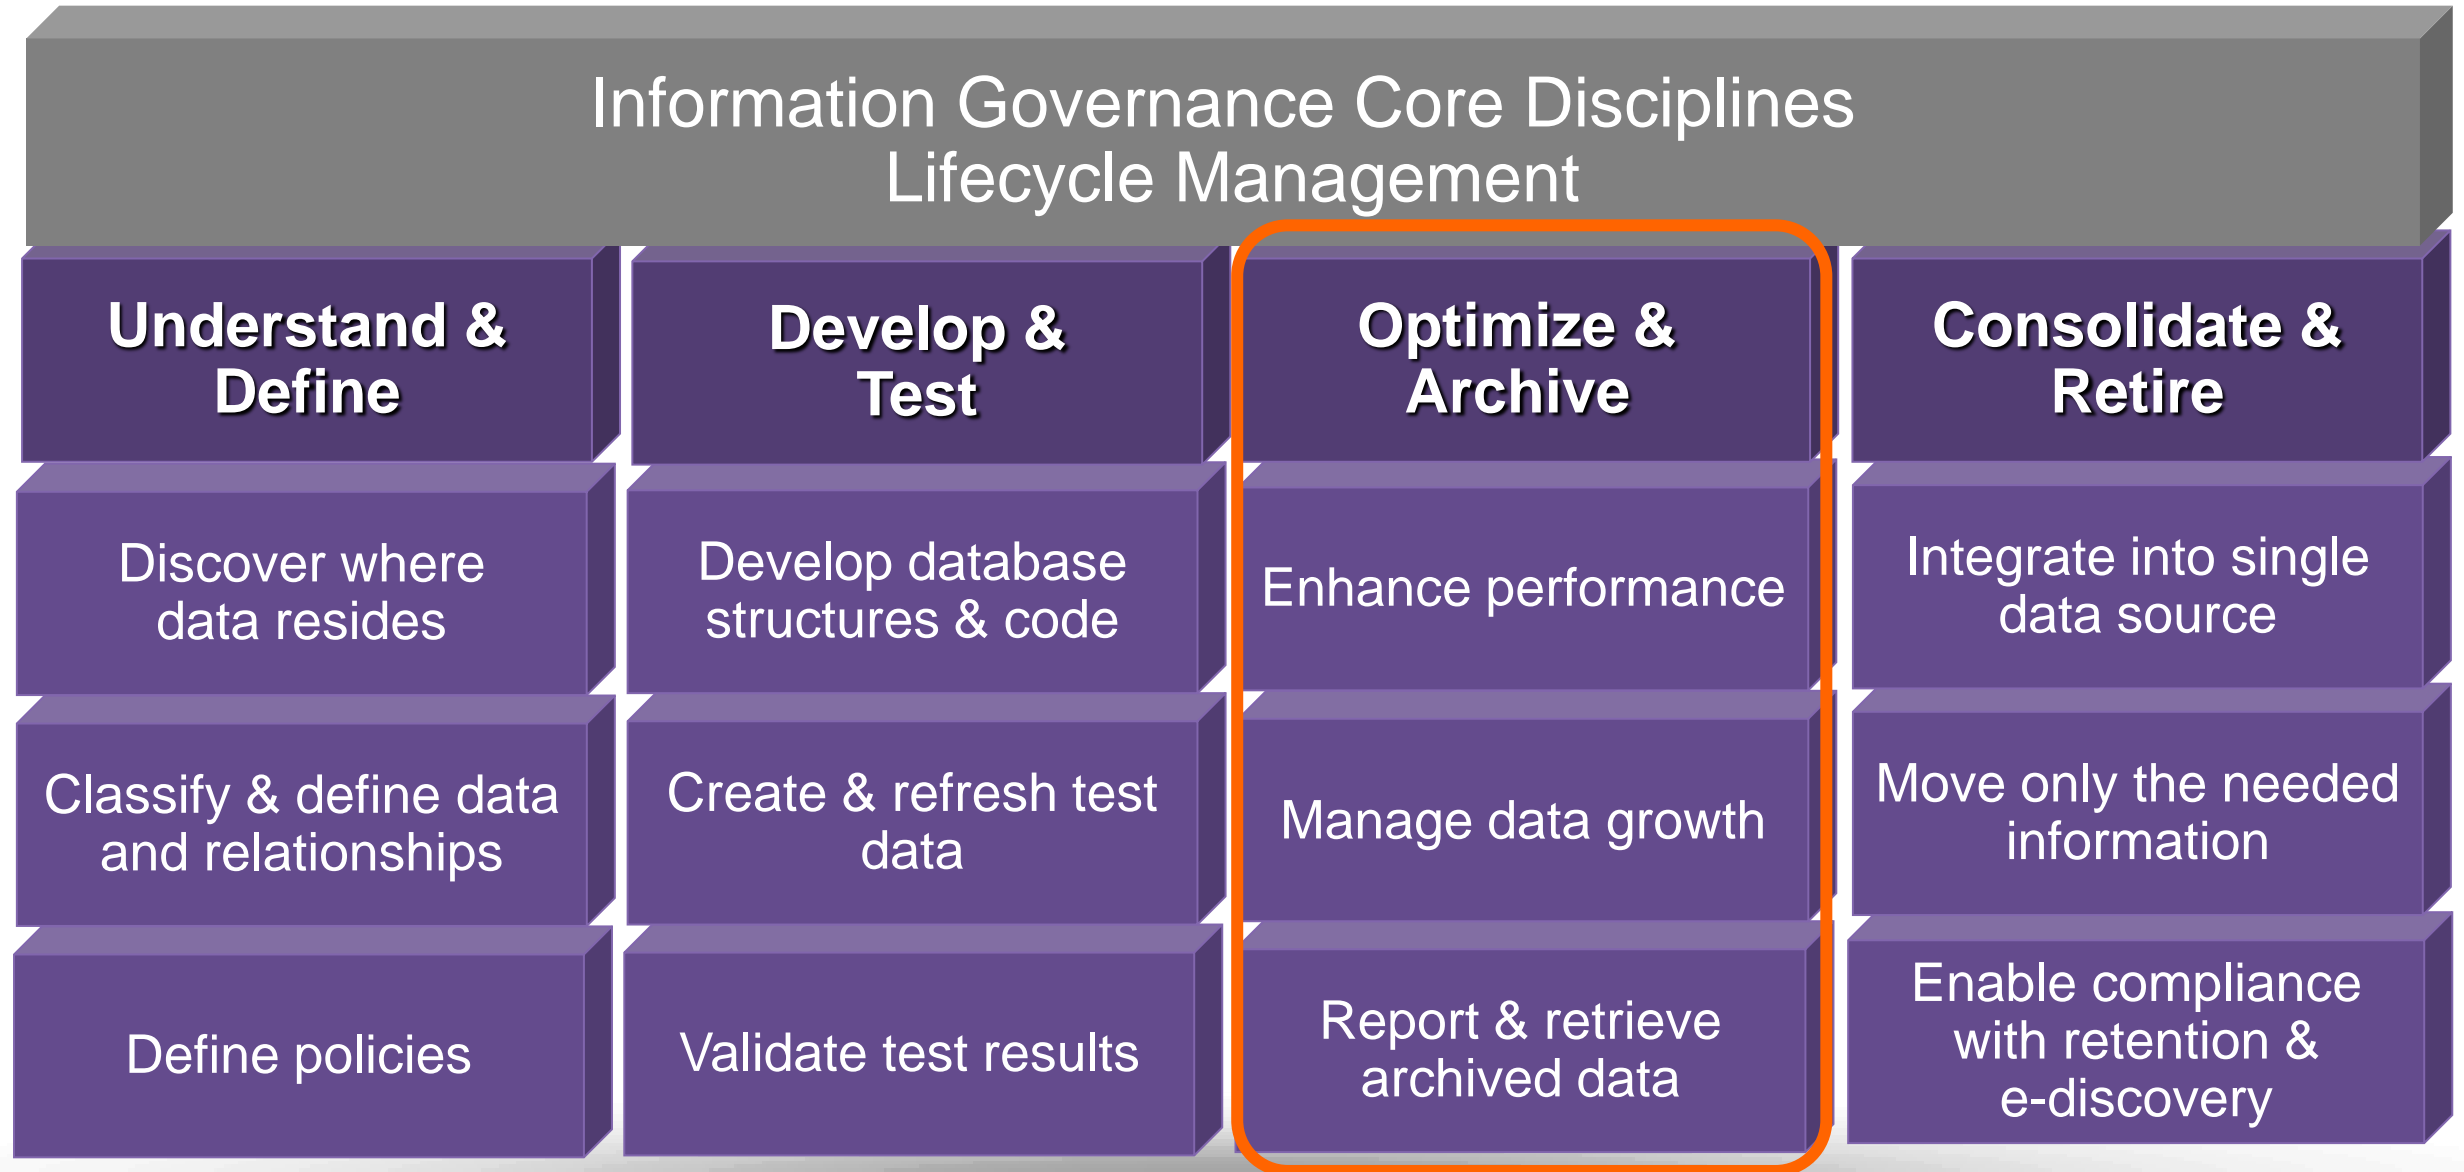 Information Governance Core Disciplines
Lifecycle Management
Understand &
Define
Discover where
data resides
Classify & define data
and relationships
Define policies
Develop &
Test
Develop database
structures & code
Create & refresh test
data
Validate test results
Optimize &
Archive
Enhance performance
Manage data growth
Report & retrieve
archived data
Consolidate &
Retire
Integrate into single
data source
Move only the needed
information
Enable compliance
with retention &
e-discovery